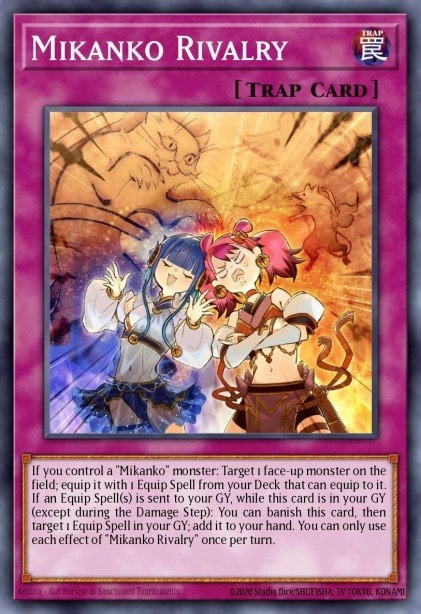 Mikanko Rivalry
TRAP
罠
[Trap Card]
If you control a "Mikanko" monster: Target 1 face-up monster on the
field; equip it with 1 Equip Spell from your Deck that can equip to it.
If an Equip Spell(s) is sent to your GY, while this card is in your GY
(except during the Damage Step): You can banish this card, then
target 1 Equip Spell in your GY; add it to your hand. You can only use
each effect of "Mikanko Rivalry" once per turn.
Replica - Not For Use in Sanctioned Tournaments
©2020 Studio Dice/SHUEISHA, TV TOKYO, KONAMI